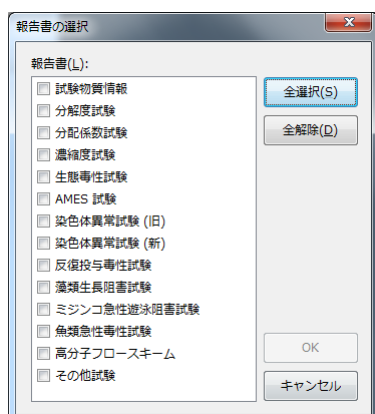 報告書の選択
報告書(L):
試験物質情報
分解度試験
分配係数試験
濃縮度試験
生態毒性試験
AMES 試験
染色体異常試験 (旧)
染色体異常試験 (新)
反復投与毒性試験
藻類生長阻害試験
ミジンコ急性遊泳阻害試験
魚類急性毒性試験
高分子フロースキーム
その他試験
全選択(S)
全解除(D)
OK
キャンセル